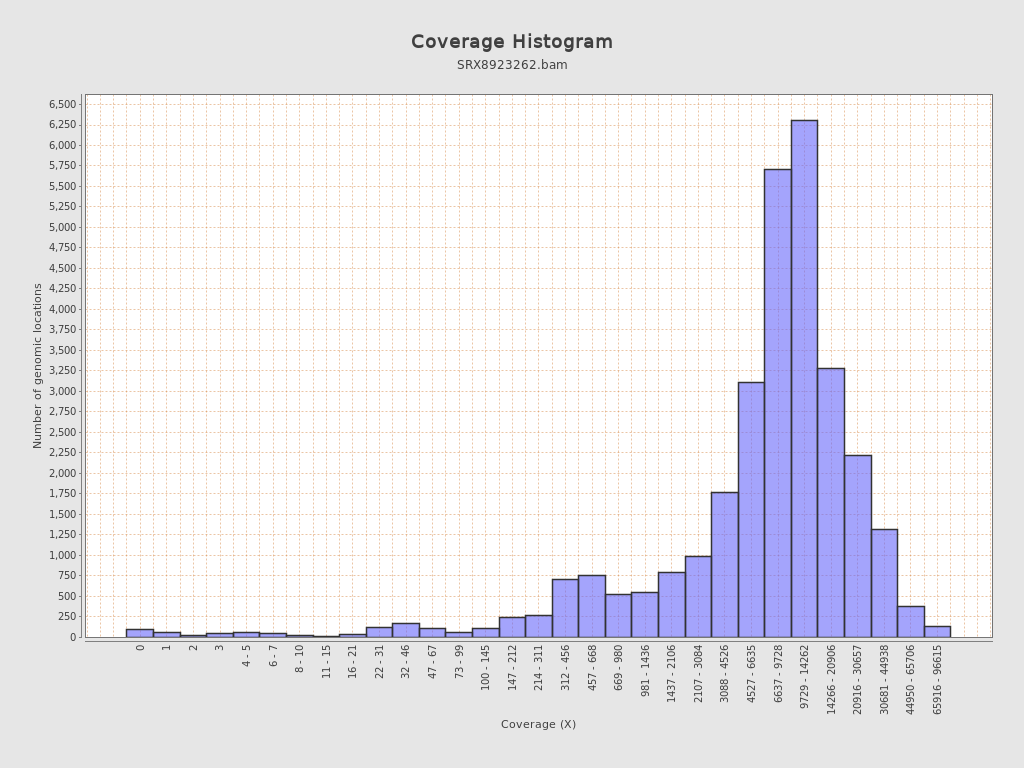 Coverage Histogram
SRX8923262.bam
Number of genomic locations
6,500
6,250
6,000
5,750
5,500
5,250
5,000
4,750
4,500
4,250
4,000
3,750
3,500
3,250
3,000
2,750
2,500
2,250
2,000
1,750
1,500
1,250
1,000
750
500
250
0
0
1
2
3
4 - 5
6 - 7
8 - 10
11 - 15
16 - 21
22 - 31
32 - 46
47 - 67
73 - 99
100 - 145
147 - 212
214 - 311
312 - 456
457 - 668
669 - 980
981 - 1436
1437 - 2106
2107 - 3084
3088 - 4526
4527 - 6635
6637 - 9728
9729 - 14262
14266 - 20906
20916 - 30657
30681 - 44938
44950 - 65706
65916 - 96615
Coverage (X)